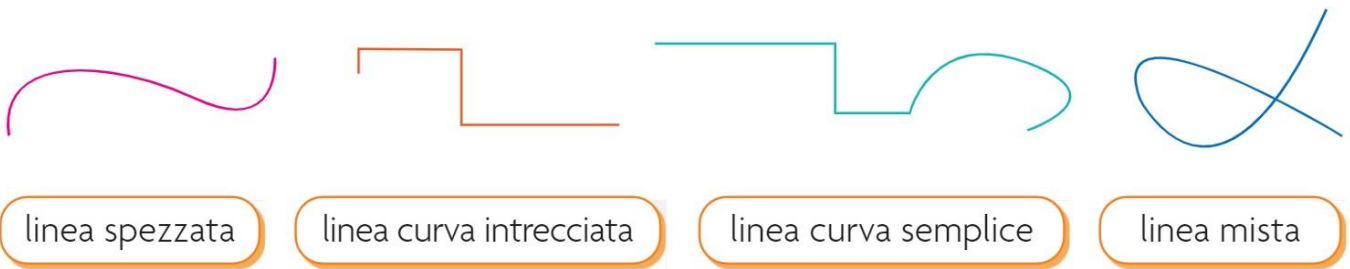 linea spezzata
linea curva intrecciata
linea curva semplice
linea mista